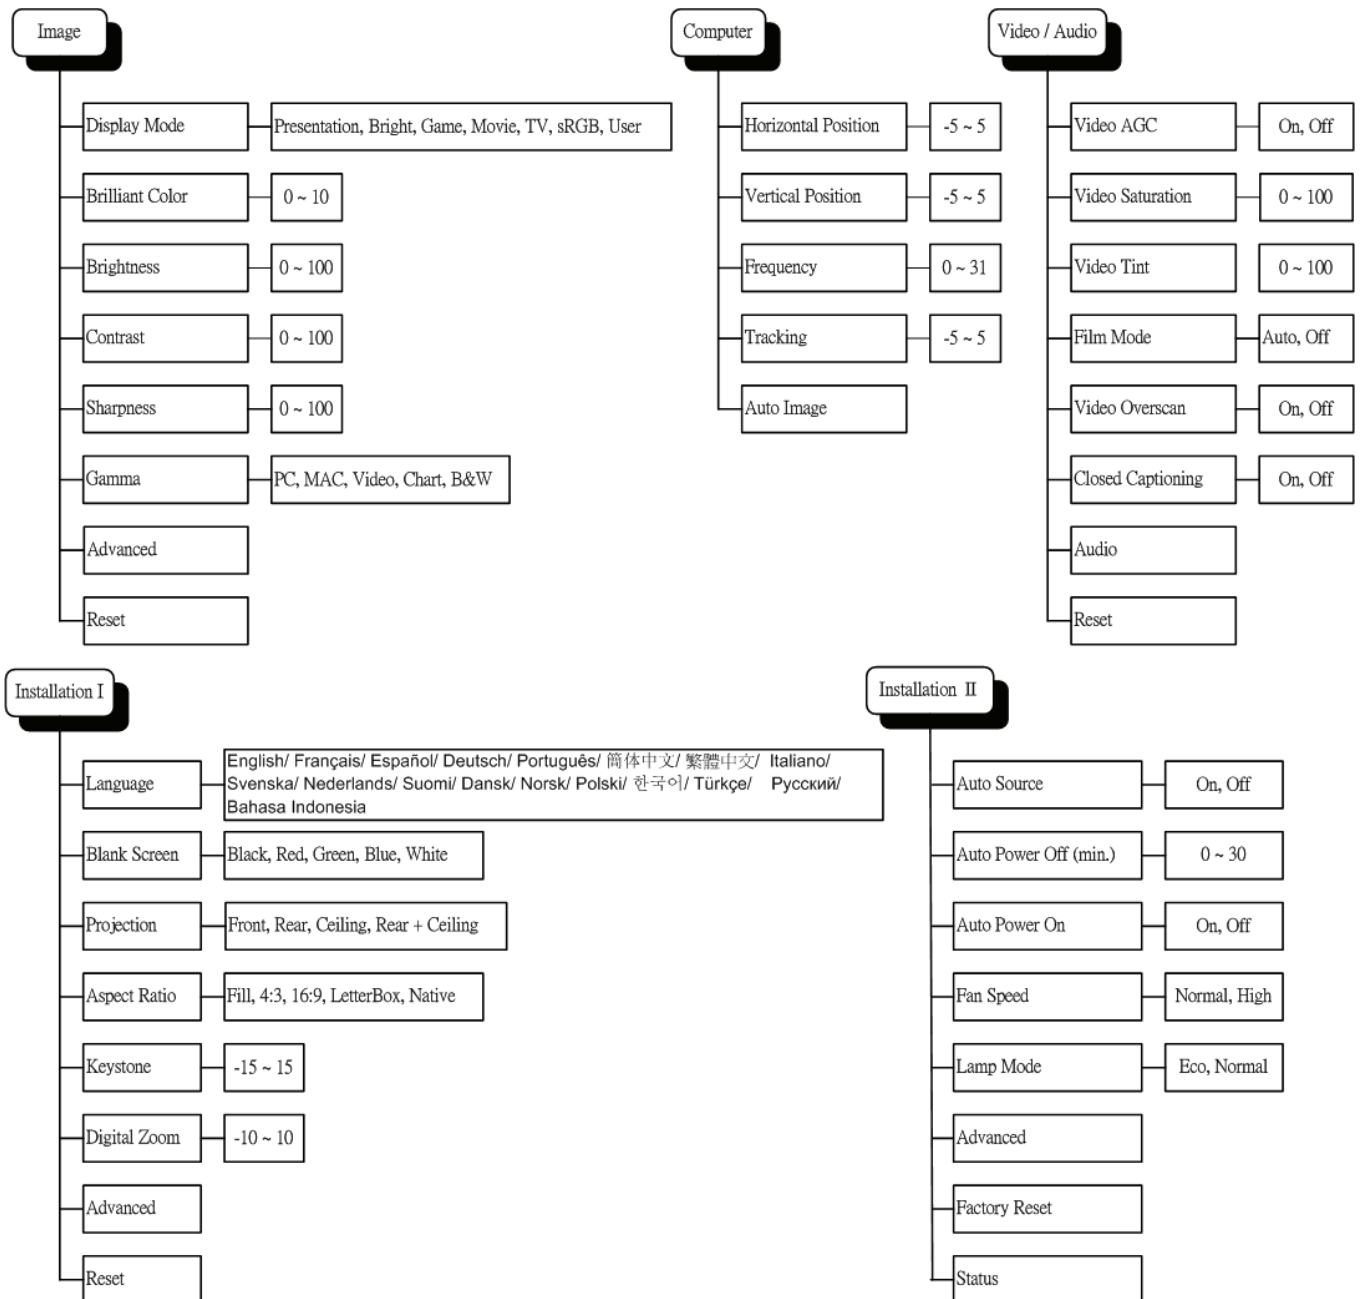 Image
Display Mode
Presentation, Bright, Game, Movie, TV, sRGB, User
Brilliant Color
0 ~ 10
Brightness
0 ~ 100
Contrast
0 ~ 100
Sharpness
0 ~ 100
Gamma
PC, MAC, Video, Chart, B&W
Advanced
Reset
Computer
Horizontal Position
-5 ~ 5
Vertical Position
-5 ~ 5
Frequency
0 ~ 31
Tracking
-5 ~ 5
Auto Image
Video / Audio
Video AGC
On, Off
Video Saturation
0 ~ 100
Video Tint
0 ~ 100
Film Mode
Auto, Off
Video Overscan
On, Off
Closed Captioning
On, Off
Audio
Reset
Installation I
Language
English/ Français/ Español/ Deutsch/ Português/ 简体中文/ 繁體中文/ Italiano/
Svenska/ Nederlands/ Suomi/ Dansk/ Norsk/ Polski/ 한국어/ Türkçe/ Русский/
Bahasa Indonesia
Blank Screen
Black, Red, Green, Blue, White
Projection
Front, Rear, Ceiling, Rear + Ceiling
Aspect Ratio
Fill, 4:3, 16:9, LetterBox, Native
Keystone
-15 ~ 15
Digital Zoom
-10 ~ 10
Advanced
Reset
Installation II
Auto Source
On, Off
Auto Power Off (min.)
0 ~ 30
Auto Power On
On, Off
Fan Speed
Normal, High
Lamp Mode
Eco, Normal
Advanced
Factory Reset
Status